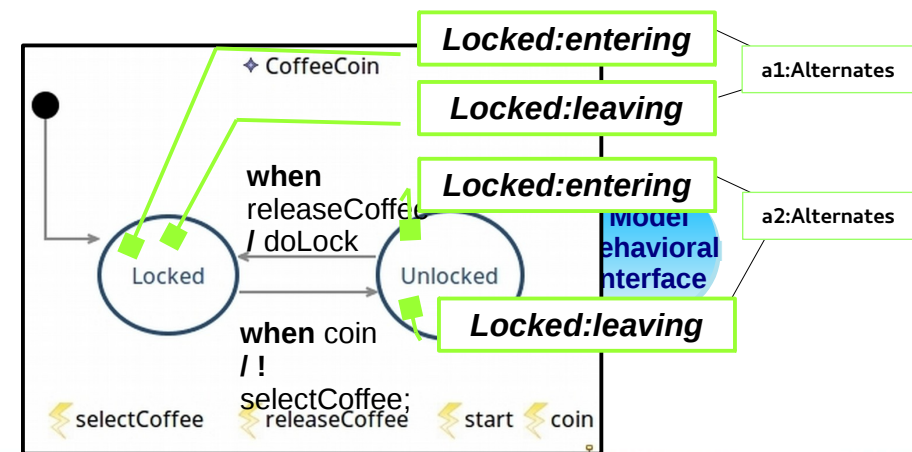 Locked:entering
CoffeeCoin
a1:Alternates
Locked:leaving
when
releaseCoffee
/ doLock
Locked:entering
a2:Alternates
Model
ehavioral
nterface
Locked
Unlocked
Locked:leaving
when coin
/ !
selectCoffee;
selectCoffee
releaseCoffee
start
coin